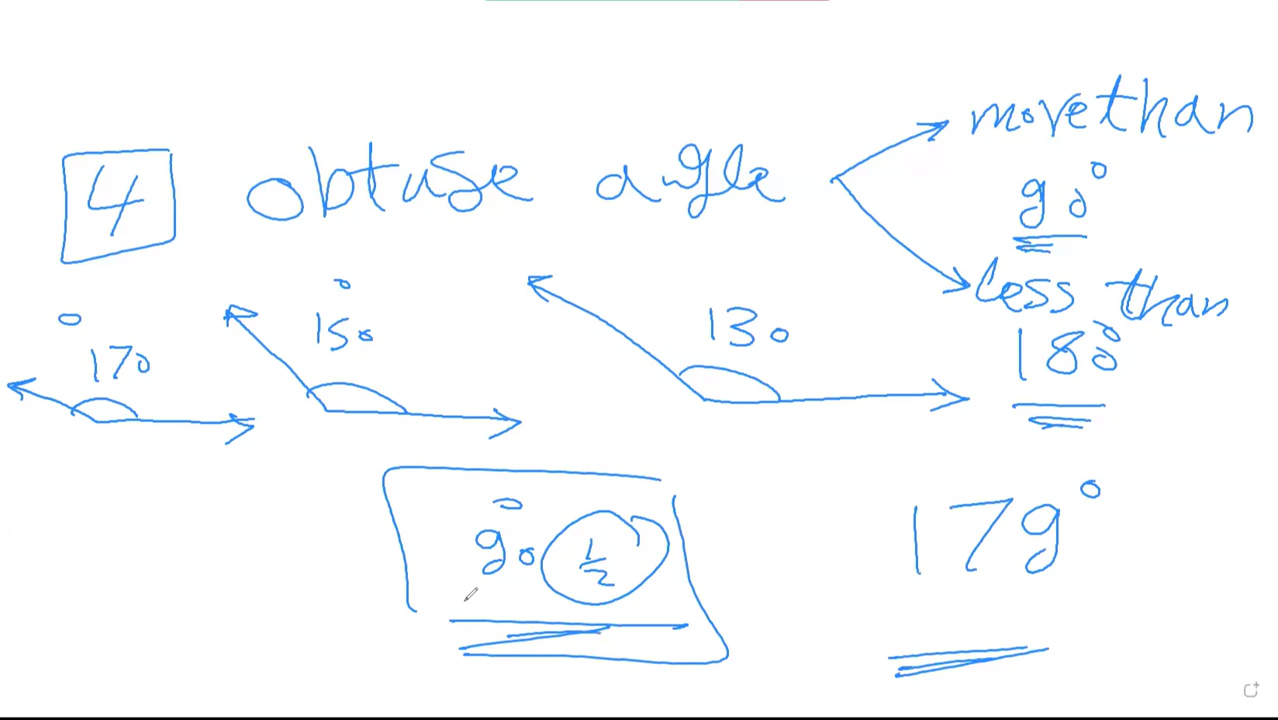 4 obtuse angle
more than
90°
less than
180°
170°
150°
130
90° 1/2
179°